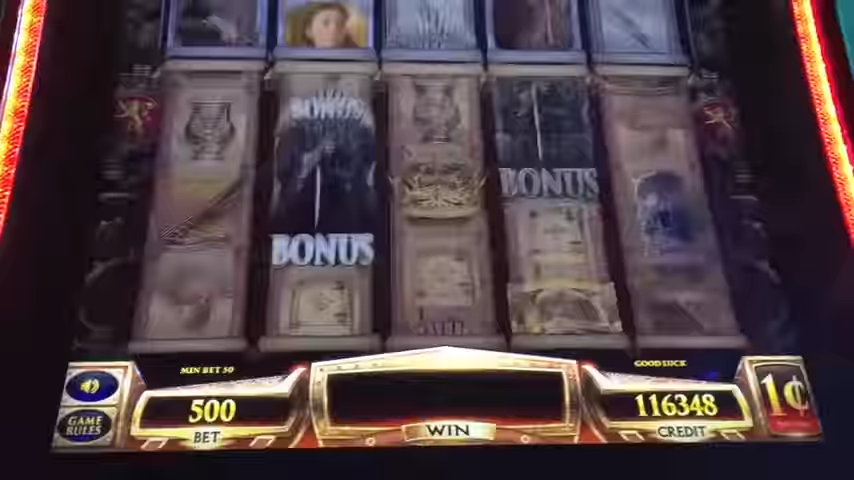 BONUS
BONUS
BONUS
MIN BET 50
GOOD LUCK
500
BET
WIN
116348
CREDIT
1¢
GAME
RULES